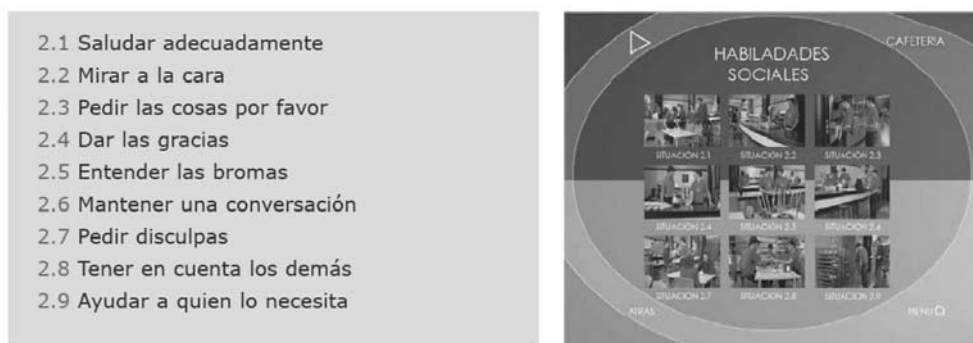 2.1 Saludar adecuadamente
2.2 Mirar a la cara
2.3 Pedir las cosas por favor
2.4 Dar las gracias
2.5 Entender las bromas
2.6 Mantener una conversación
2.7 Pedir disculpas
2.8 Tener en cuenta los demás
2.9 Ayudar a quien lo necesita
CAFETERIA
HABILADADES
SOCIALES
SITUACIÓN 2.1 SITUACIÓN 2.2 SITUACIÓN 2.3
SITUACIÓN 2.4 SITUACIÓN 2.5 SITUACIÓN 2.6
SITUACIÓN 2.7 SITUACIÓN 2.8 SITUACIÓN 2.9
ATRÁS MENÚ